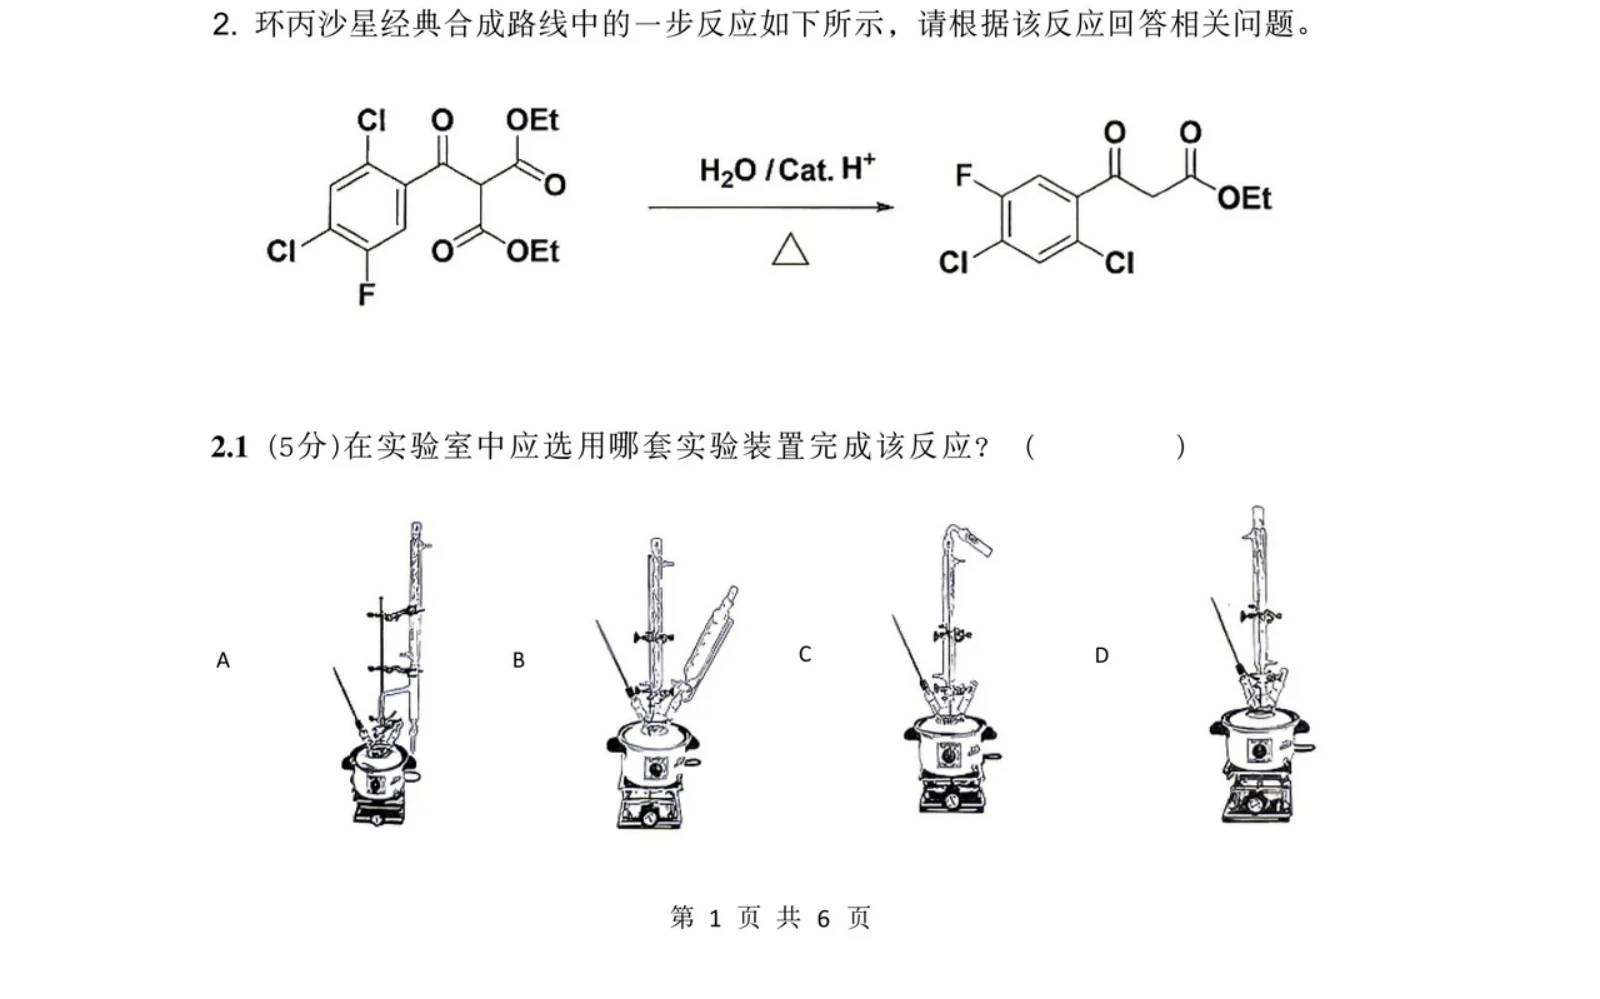 2. 环丙沙星经典合成路线中的一步反应如下所示，请根据该反应回答相关问题。
Cl O OEt
O
Cl O OEt
F
H₂O / Cat. H⁺
△
O O
F OEt
Cl Cl
2.1 (5分)在实验室中应选用哪套实验装置完成该反应？ ( )
A B C D
第 1 页 共 6 页